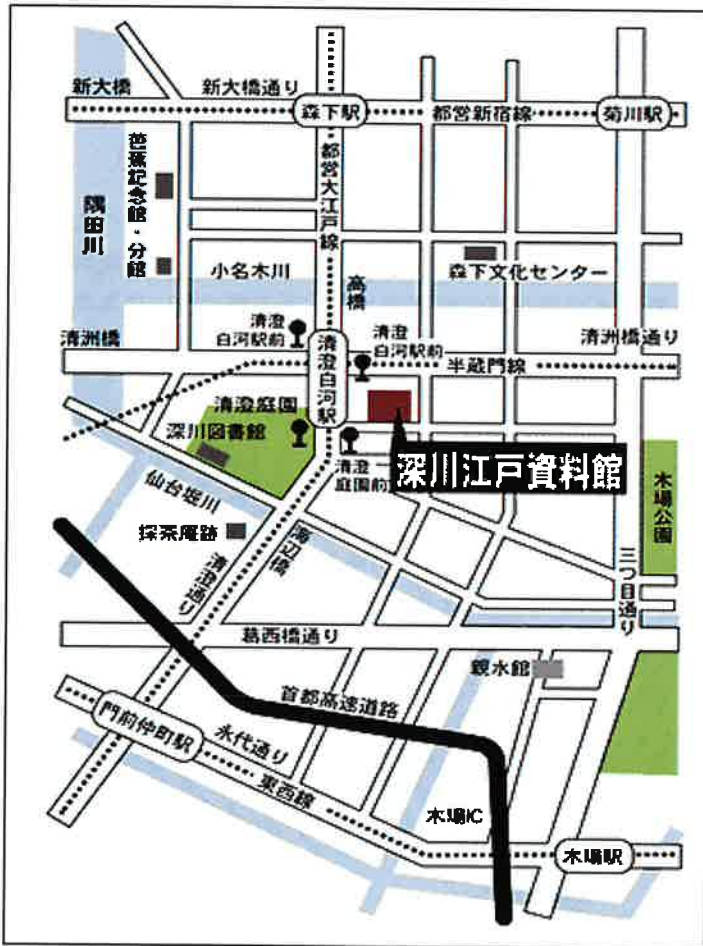 新大橋
新大橋通り
森下駅
都営新宿線
菊川駅
芭蕉記念館・分館
都営大江戸線
隅田川
小名木川
高橋
森下文化センター
清洲橋
清澄
白河駅前
清澄白河駅
清澄
白河駅前
清洲橋通り
半蔵門線
清澄庭園
深川図書館
清澄
庭園前
深川江戸資料館
木場公園
仙台堀川
採茶庵跡
海辺橋
清澄通り
三つ目通り
葛西橋通り
親水館
首都高速道路
門前仲町駅
永代通り
東西線
木場IC
木場駅